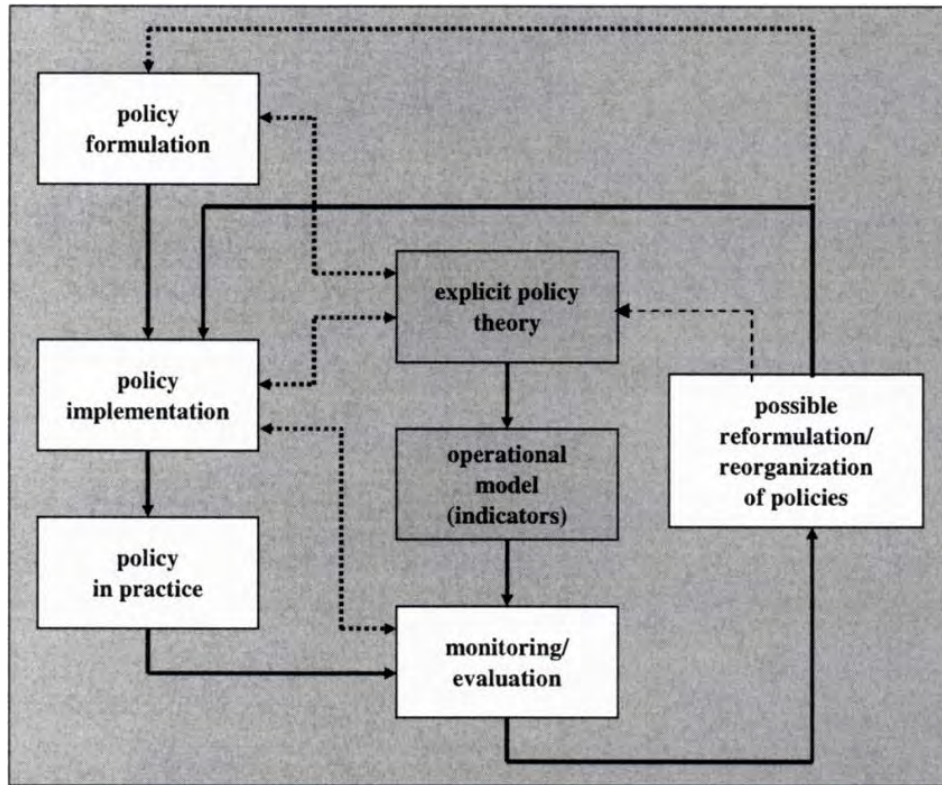 policy
formulation
explicit policy
theory
policy
implementation
possible
reformulation/
reorganization
of policies
operational
model
(indicators)
policy
in practice
monitoring/
evaluation